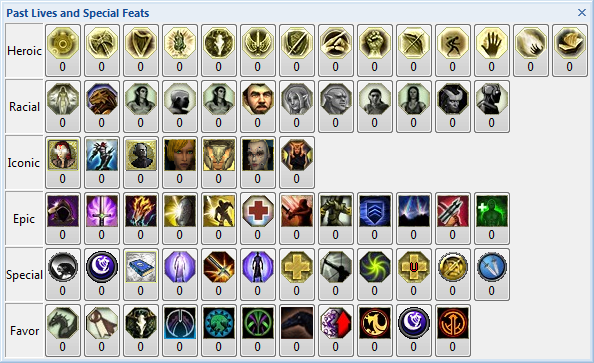 Past Lives and Special Feats
Heroic
0 0 0 0 0 0 0 0 0 0 0 0 0 0
Racial
0 0 0 0 0 0 0 0 0 0 0 0
Iconic
0 0 0 0 0 0 0
Epic
0 0 0 0 0 0 0 0 0 0 0 0
Special
0 0 0 0 0 0 0 0 0 0 0 0
Favor
0 0 0 0 0 0 0 0 0 0 0